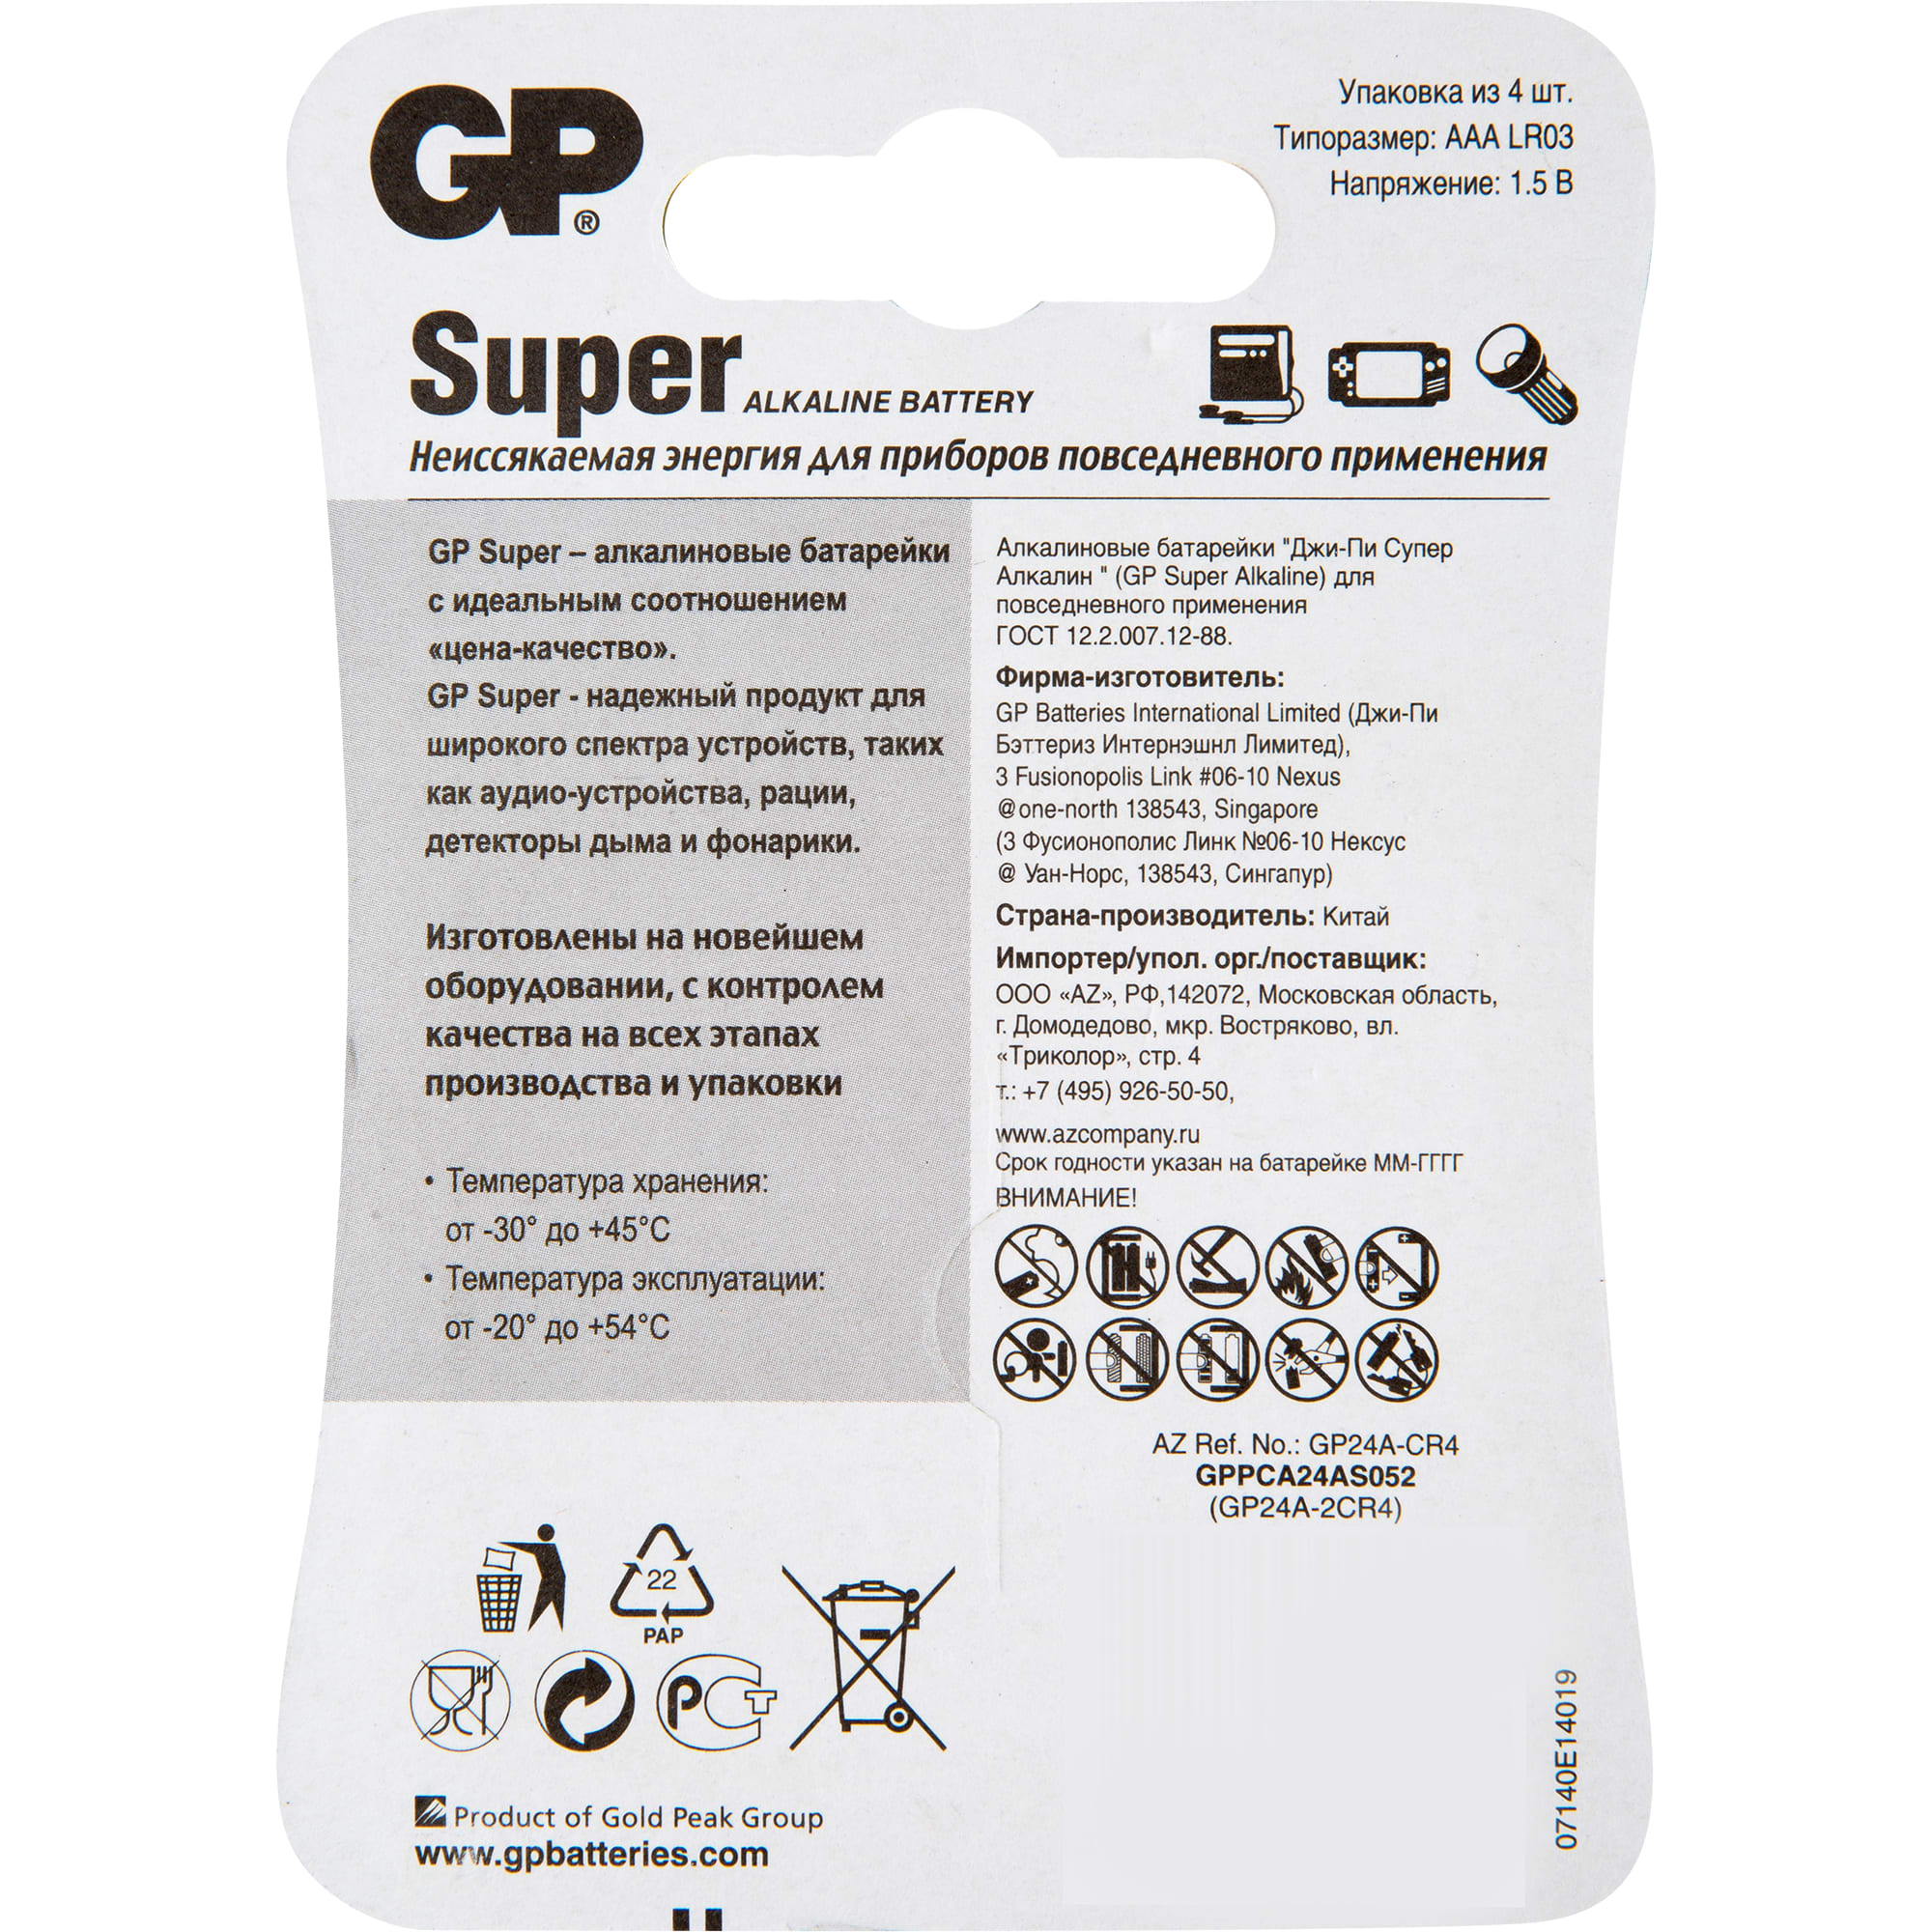 GP®
Упаковка из 4 шт.
Типоразмер: AAA LR03
Напряжение: 1.5 В
Super ALKALINE BATTERY
Неиссякаемая энергия для приборов повседневного применения
GP Super – алкалиновые батарейки
с идеальным соотношением
«цена-качество».
GP Super - надежный продукт для
широкого спектра устройств, таких
как аудио-устройства, рации,
детекторы дыма и фонарики.
Изготовлены на новейшем
оборудовании, с контролем
качества на всех этапах
производства и упаковки
• Температура хранения:
от -30° до +45°С
• Температура эксплуатации:
от -20° до +54°С
Алкалиновые батарейки "Джи-Пи Супер
Алкалин " (GP Super Alkaline) для
повседневного применения
ГОСТ 12.2.007.12-88.
Фирма-изготовитель:
GP Batteries International Limited (Джи-Пи
Бэттериз Интернэшнл Лимитед),
3 Fusionopolis Link #06-10 Nexus
@one-north 138543, Singapore
(3 Фусионополис Линк №06-10 Нексус
@ Уан-Норс, 138543, Сингапур)
Страна-производитель: Китай
Импортер/упол. орг./поставщик:
ООО «AZ», РФ,142072, Московская область,
г. Домодедово, мкр. Востряково, вл.
«Триколор», стр. 4
т.: +7 (495) 926-50-50,
www.azcompany.ru
Срок годности указан на батарейке ММ-ГГГГ
ВНИМАНИЕ!
AZ Ref. No.: GP24A-CR4
GPPCA24AS052
(GP24A-2CR4)
22
PAP
РСТ
Product of Gold Peak Group
www.gpbatteries.com
07140E14019